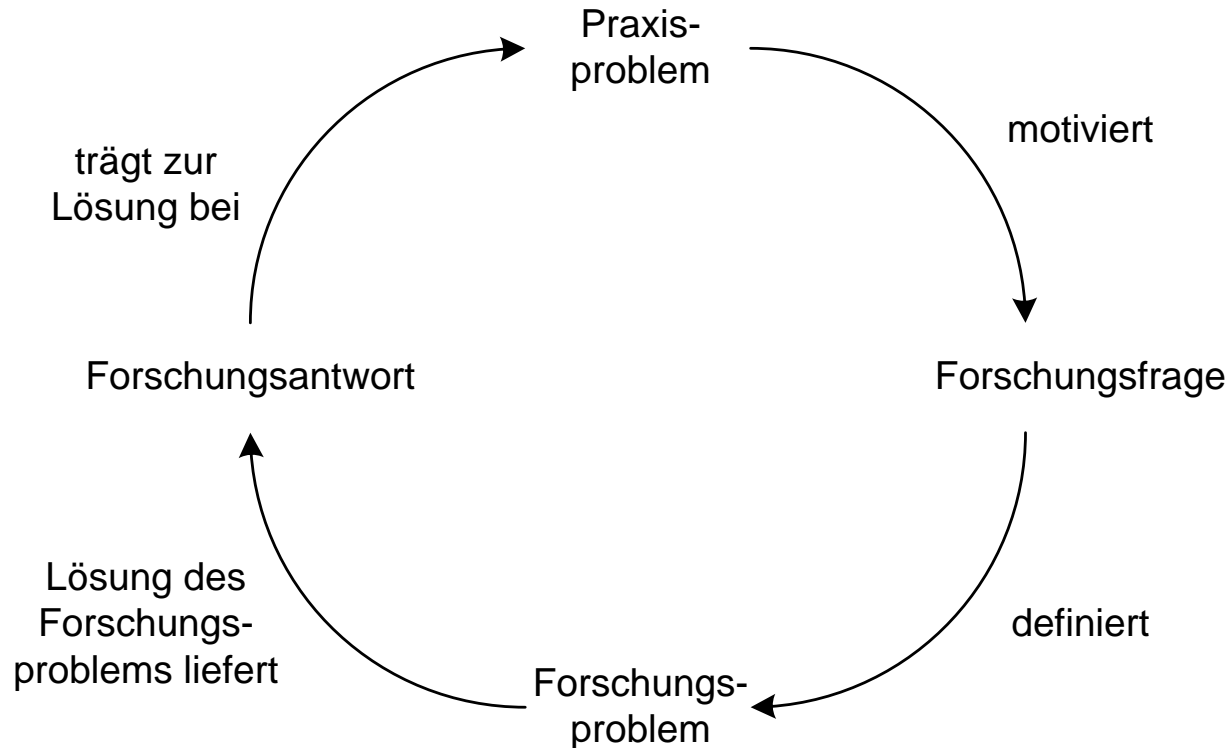 Praxis-
problem
motiviert
trägt zur
Lösung bei
Forschungsantwort
Forschungsfrage
Lösung des
Forschungs-
problems liefert
definiert
Forschungs-
problem